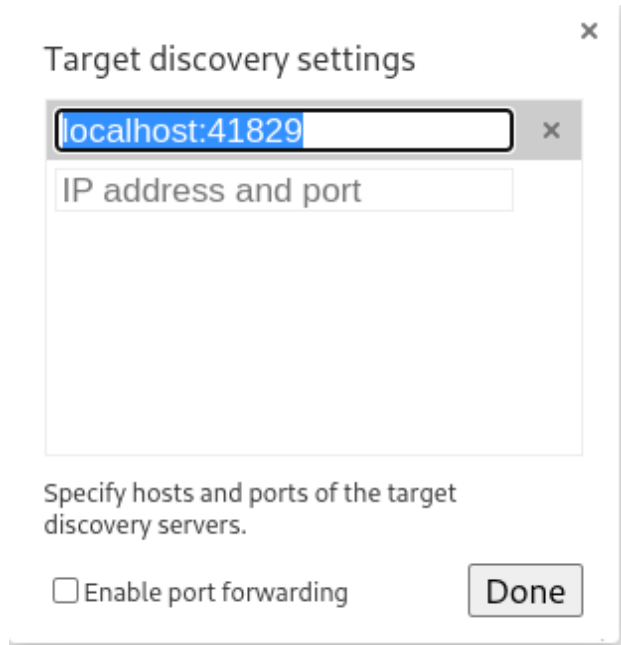 Target discovery settings
localhost:41829
IP address and port
Specify hosts and ports of the target
discovery servers.
Enable port forwarding
Done